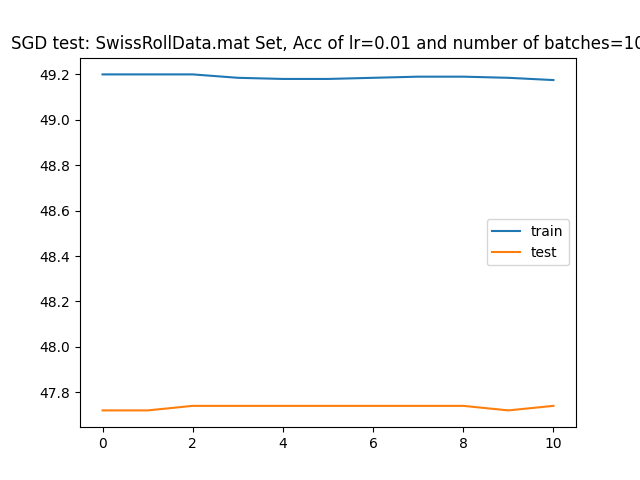 SGD test: SwissRollData.mat Set, Acc of lr=0.01 and number of batches=10
49.2
49.0
48.8
48.6
48.4
48.2
48.0
47.8
train
test
0 2 4 6 8 10